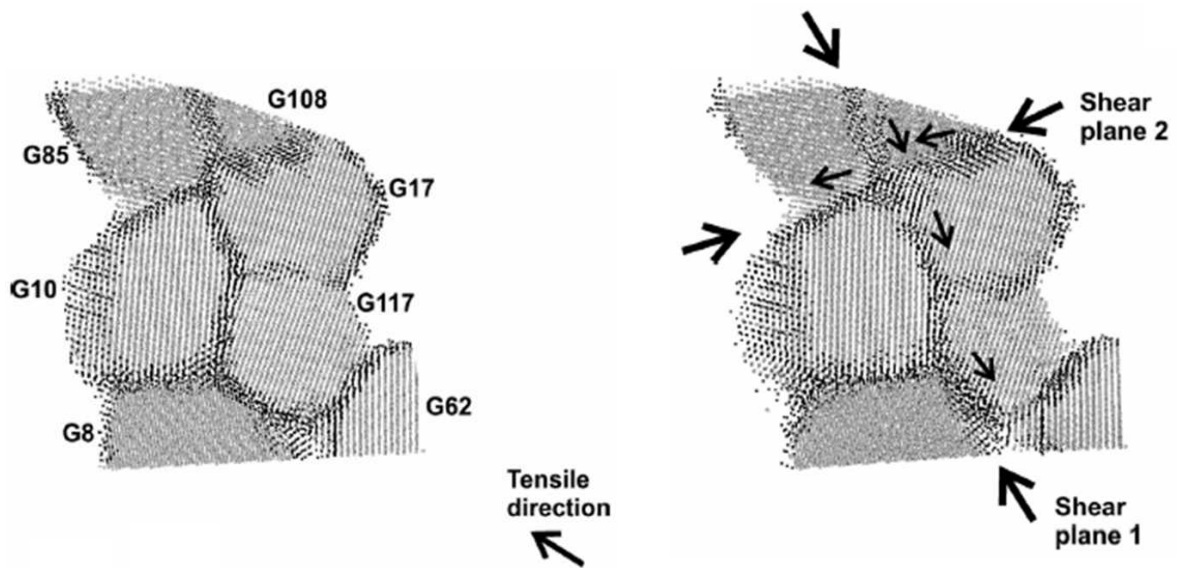 G108
G85
G17
G10
G117
G8
G62
Tensile
direction
Shear
plane 2
Shear
plane 1